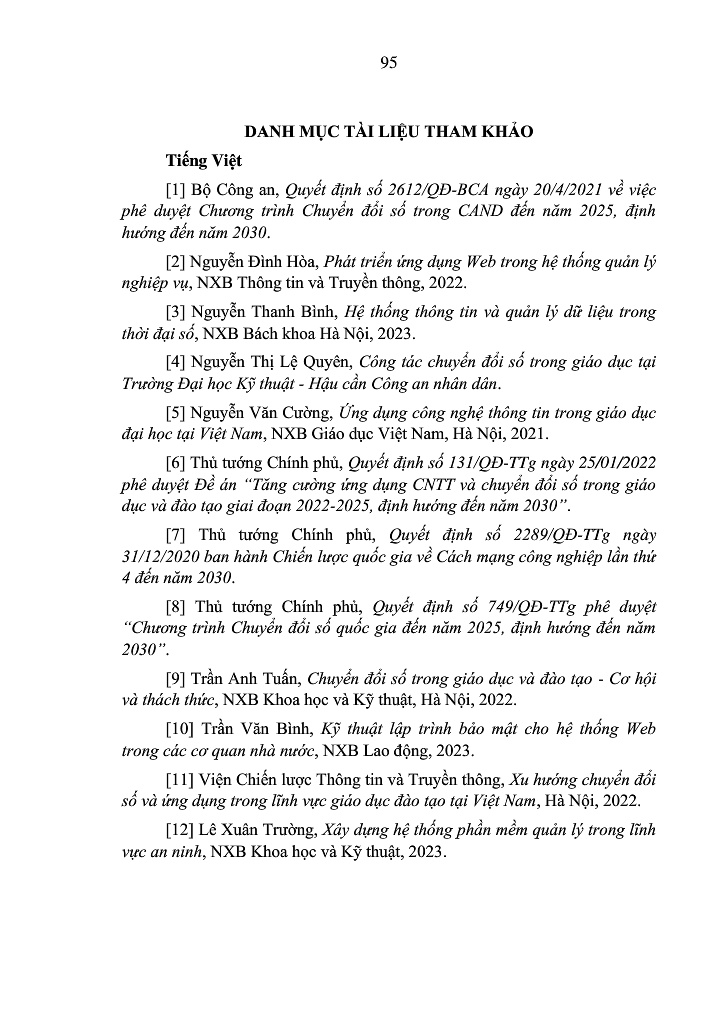 95
DANH MỤC TÀI LIỆU THAM KHẢO
Tiếng Việt
[1] Bộ Công an, Quyết định số 2612/QĐ-BCA ngày 20/4/2021 về việc
phê duyệt Chương trình Chuyển đổi số trong CAND đến năm 2025, định
hướng đến năm 2030.
[2] Nguyễn Đình Hòa, Phát triển ứng dụng Web trong hệ thống quản lý
nghiệp vụ, NXB Thông tin và Truyền thông, 2022.
[3] Nguyễn Thanh Bình, Hệ thống thông tin và quản lý dữ liệu trong
thời đại số, NXB Bách khoa Hà Nội, 2023.
[4] Nguyễn Thị Lệ Quyên, Công tác chuyển đổi số trong giáo dục tại
Trường Đại học Kỹ thuật - Hậu cần Công an nhân dân.
[5] Nguyễn Văn Cường, Ứng dụng công nghệ thông tin trong giáo dục
đại học tại Việt Nam, NXB Giáo dục Việt Nam, Hà Nội, 2021.
[6] Thủ tướng Chính phủ, Quyết định số 131/QĐ-TTg ngày 25/01/2022
phê duyệt Đề án “Tăng cường ứng dụng CNTT và chuyển đổi số trong giáo
dục và đào tạo giai đoạn 2022-2025, định hướng đến năm 2030”.
[7] Thủ tướng Chính phủ, Quyết định số 2289/QĐ-TTg ngày
31/12/2020 ban hành Chiến lược quốc gia về Cách mạng công nghiệp lần thứ
4 đến năm 2030.
[8] Thủ tướng Chính phủ, Quyết định số 749/QĐ-TTg phê duyệt
“Chương trình Chuyển đổi số quốc gia đến năm 2025, định hướng đến năm
2030”.
[9] Trần Anh Tuấn, Chuyển đổi số trong giáo dục và đào tạo - Cơ hội
và thách thức, NXB Khoa học và Kỹ thuật, Hà Nội, 2022.
[10] Trần Văn Bình, Kỹ thuật lập trình bảo mật cho hệ thống Web
trong các cơ quan nhà nước, NXB Lao động, 2023.
[11] Viện Chiến lược Thông tin và Truyền thông, Xu hướng chuyển đổi
số và ứng dụng trong lĩnh vực giáo dục đào tạo tại Việt Nam, Hà Nội, 2022.
[12] Lê Xuân Trường, Xây dựng hệ thống phần mềm quản lý trong lĩnh
vực an ninh, NXB Khoa học và Kỹ thuật, 2023.